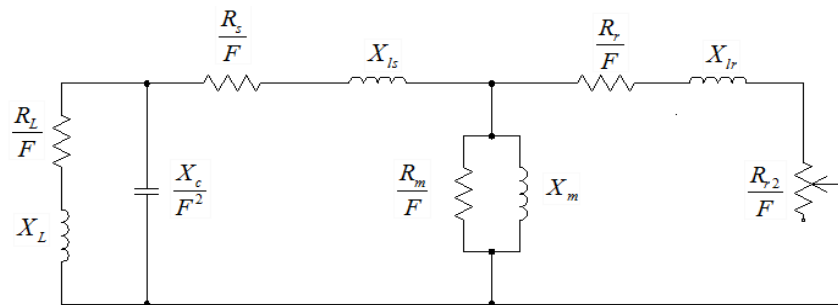 R_s/F
X_ls
R_r/F
X_lr
R_L/F
X_L
X_c/F^2
R_m/F
X_m
R_r2/F